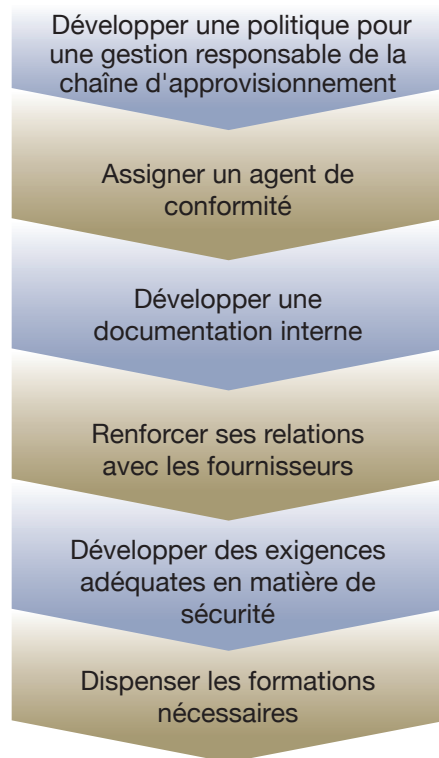 Développer une politique pour
une gestion responsable de la
chaîne d'approvisionnement
Assigner un agent de
conformité
Développer une
documentation interne
Renforcer ses relations
avec les fournisseurs
Développer des exigences
adéquates en matière de
sécurité
Dispenser les formations
nécessaires